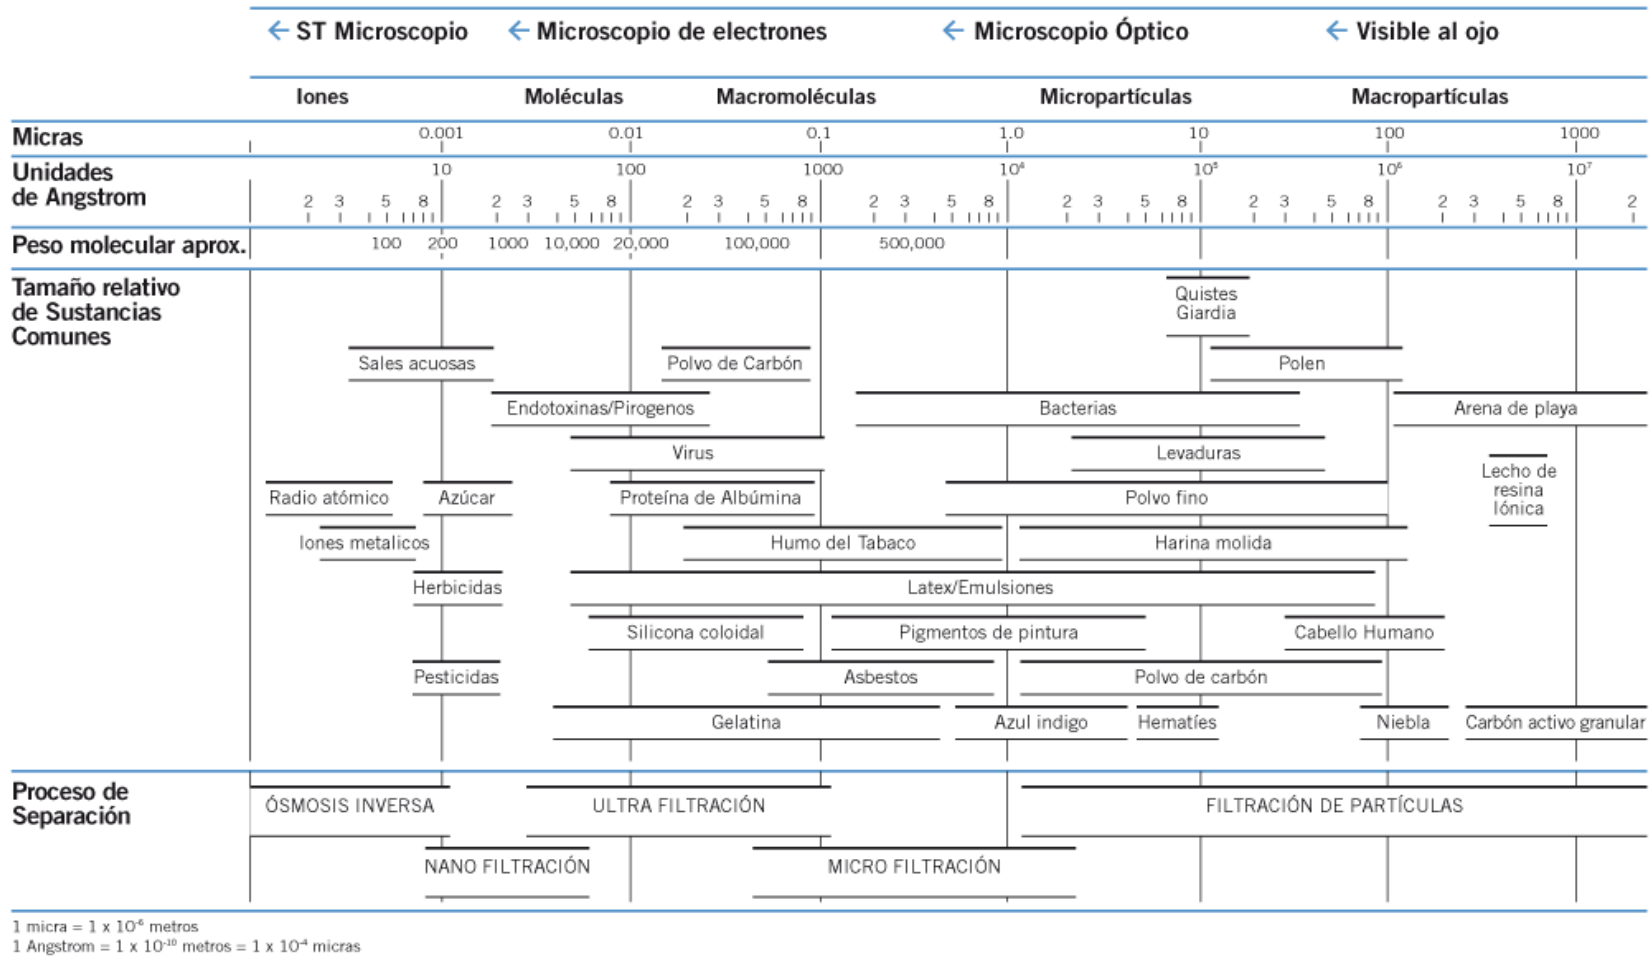 ← ST Microscopio ← Microscopio de electrones ← Microscopio Óptico ← Visible al ojo
Iones Moléculas Macromoléculas Micropartículas Macropartículas
Micras 0.001 0.01 0.1 1.0 10 100 1000
Unidades
de Angstrom
10 100 1000 10⁴ 10⁵ 10⁶ 10⁷
2 3 5 8 2 3 5 8 2 3 5 8 2 3 5 8 2 3 5 8 2 3 5 8 2 3 5 8 2
Peso molecular aprox. 100 200 1000 10,000 20,000 100,000 500,000
Tamaño relativo
de Sustancias
Comunes
Quistes
Giardia
Sales acuosas Polvo de Carbón Polen
Endotoxinas/Pirogenos Bacterias Arena de playa
Virus Levaduras
Lecho de
resina
Iónica
Radio atómico Azúcar Proteína de Albúmina Polvo fino
Iones metalicos Humo del Tabaco Harina molida
Herbicidas Latex/Emulsiones
Silicona coloidal Pigmentos de pintura Cabello Humano
Pesticidas Asbestos Polvo de carbón
Gelatina Azul indigo Hematíes Niebla Carbón activo granular
Proceso de
Separación
ÓSMOSIS INVERSA ULTRA FILTRACIÓN FILTRACIÓN DE PARTÍCULAS
NANO FILTRACIÓN MICRO FILTRACIÓN
1 micra = 1 x 10⁻⁶ metros
1 Angstrom = 1 x 10⁻¹⁰ metros = 1 x 10⁻⁴ micras